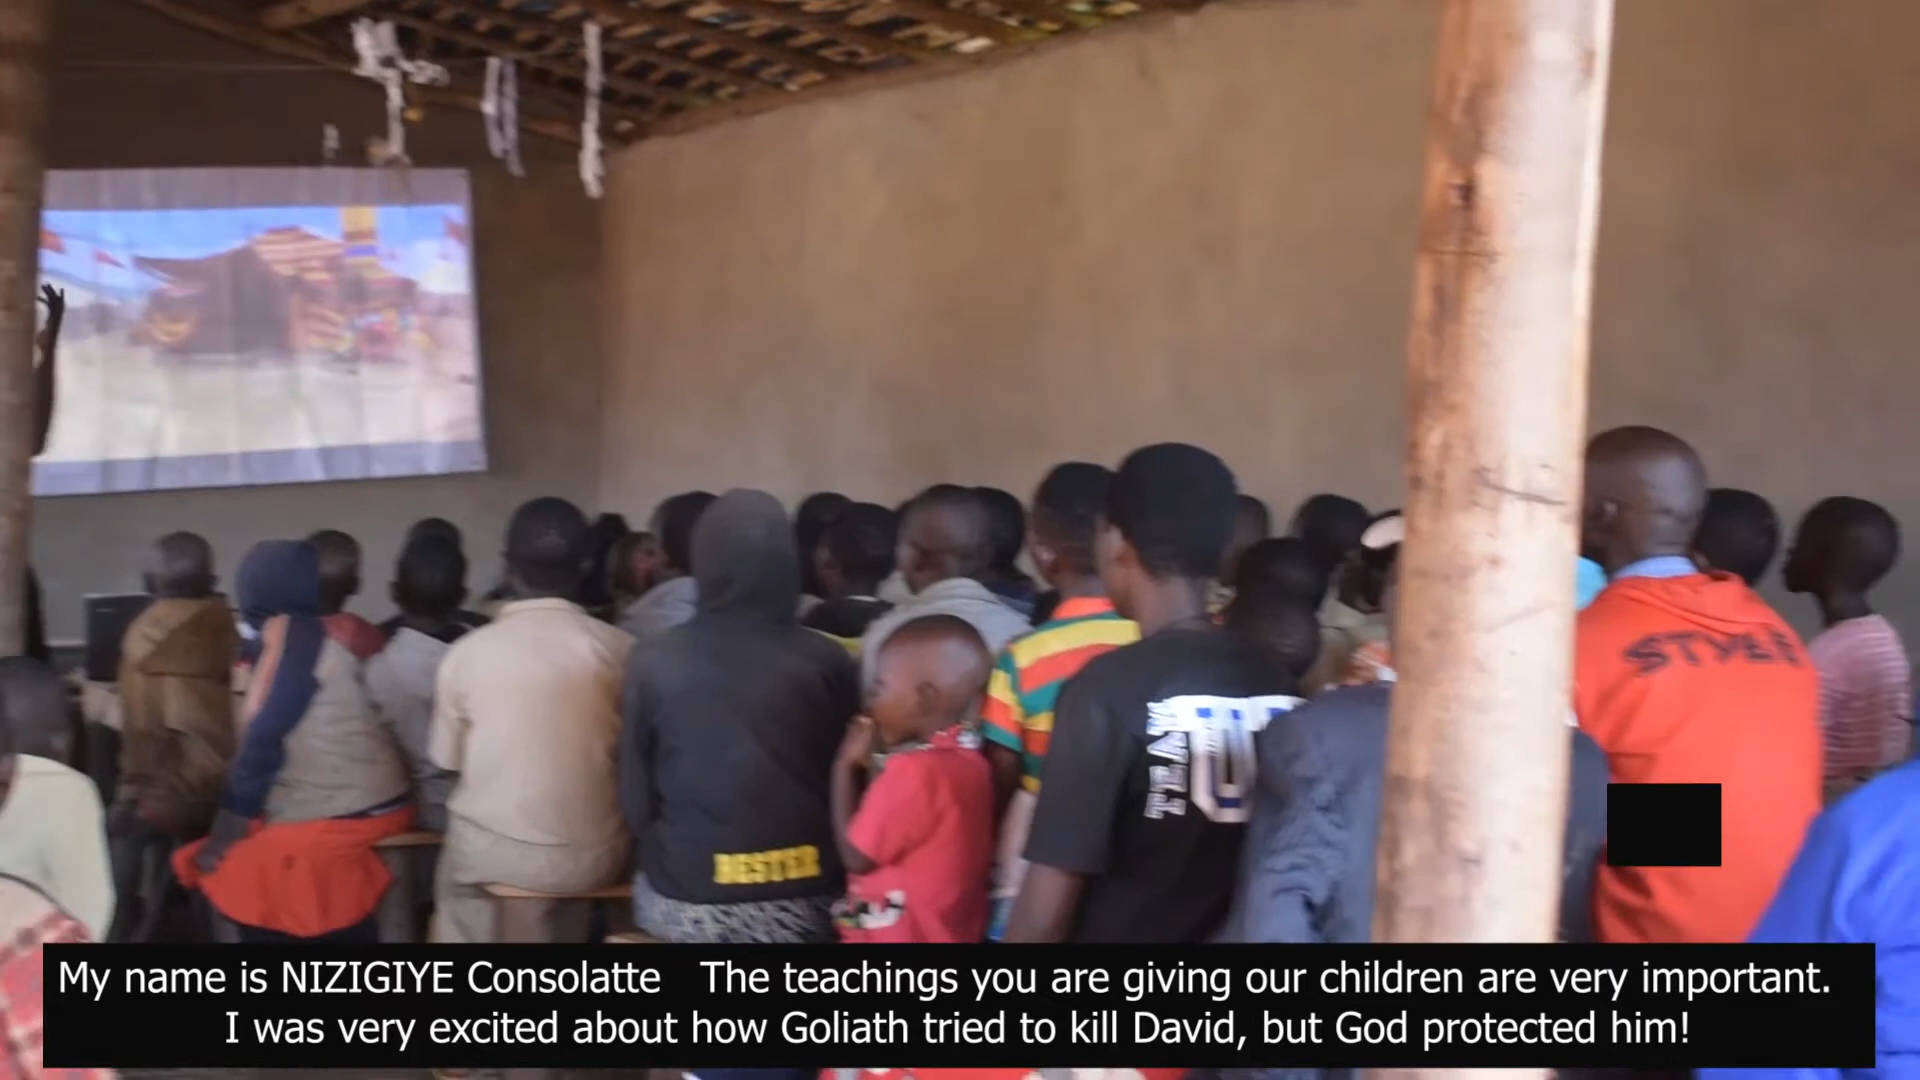 STYLE
BESTER
My name is NIZIGIYE Consolatte The teachings you are giving our children are very important.
I was very excited about how Goliath tried to kill David, but God protected him!